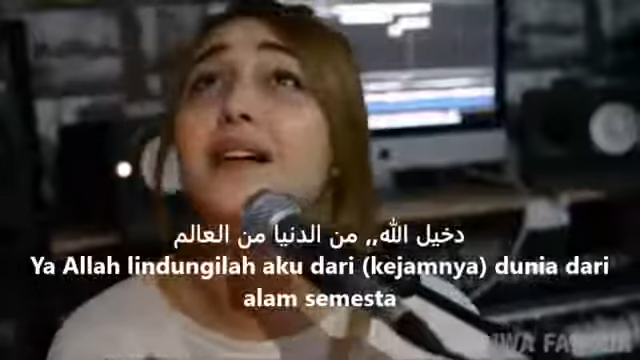 دخيل الله,, من الدنيا من العالم
Ya Allah lindungilah aku dari (kejamnya) dunia dari
alam semesta